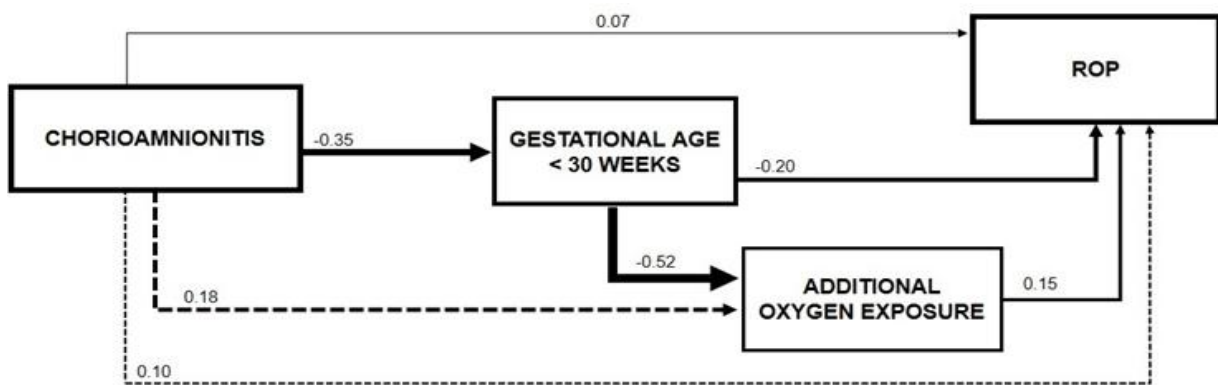 0.07
ROP
CHORIOAMNIONITIS
-0.35
GESTATIONAL AGE
< 30 WEEKS
-0.20
-0.52
ADDITIONAL
OXYGEN EXPOSURE
0.15
0.18
0.10